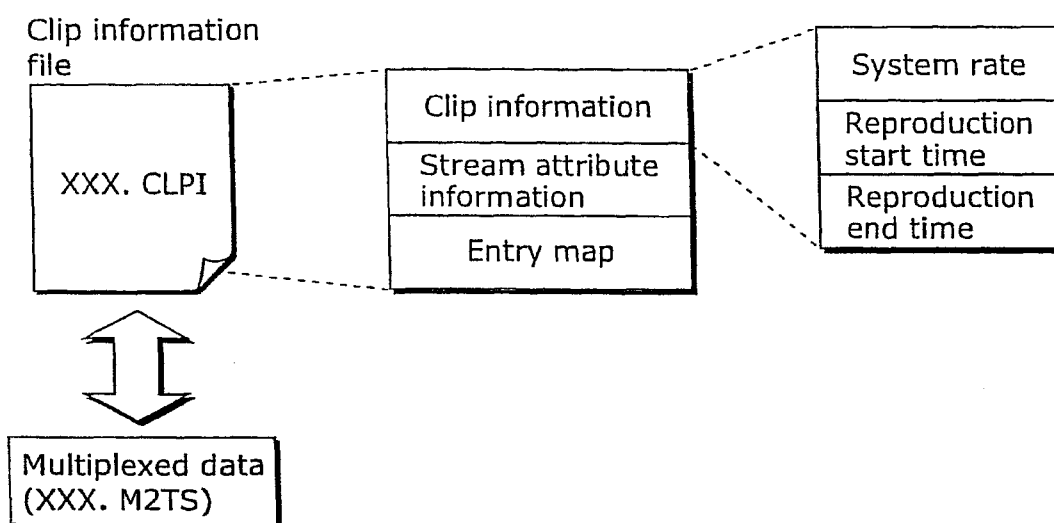 Clip information
file
XXX. CLPI
Clip information
Stream attribute
information
Entry map
System rate
Reproduction
start time
Reproduction
end time
Multiplexed data
(XXX. M2TS)